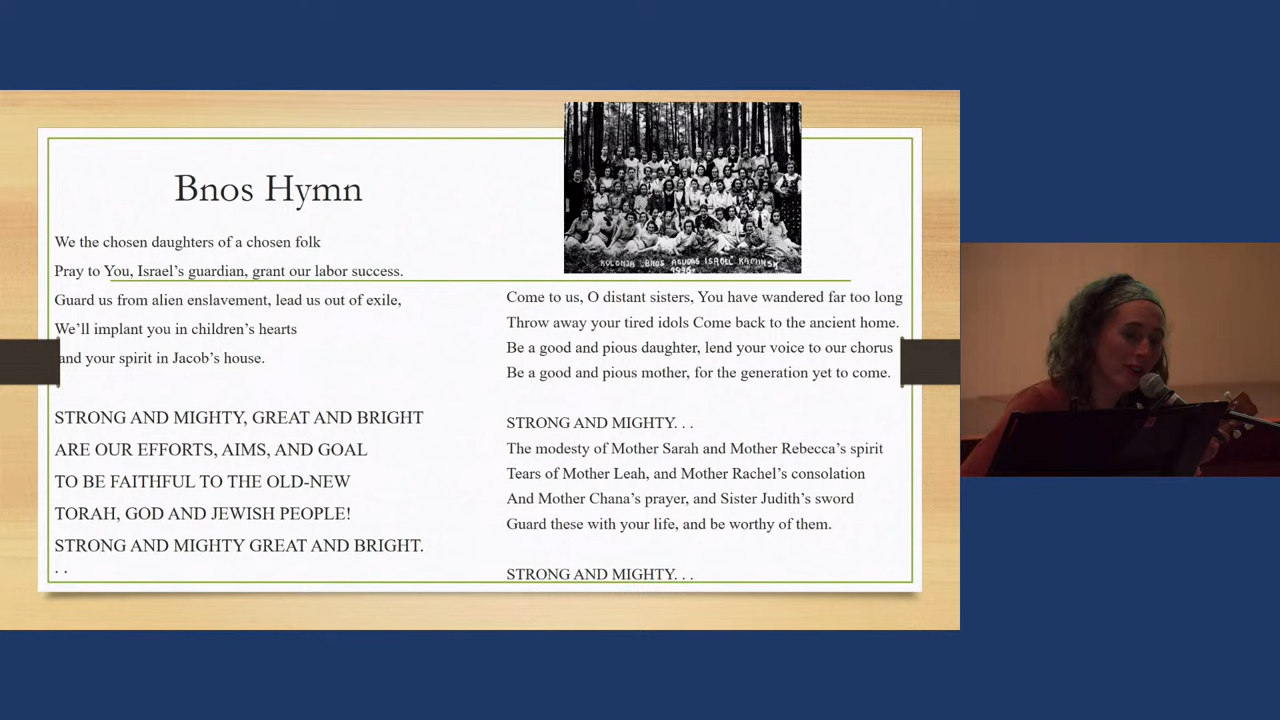 Bnos Hymn
We the chosen daughters of a chosen folk
Pray to You, Israel's guardian, grant our labor success.
Guard us from alien enslavement, lead us out of exile,
We'll implant you in children's hearts
and your spirit in Jacob's house.
STRONG AND MIGHTY, GREAT AND BRIGHT
ARE OUR EFFORTS, AIMS, AND GOAL
TO BE FAITHFUL TO THE OLD-NEW
TORAH, GOD AND JEWISH PEOPLE!
STRONG AND MIGHTY GREAT AND BRIGHT.
. .
KOLONJA BNOS AGUDAS ISROEL KAMINSK
1936
Come to us, O distant sisters, You have wandered far too long
Throw away your tired idols Come back to the ancient home.
Be a good and pious daughter, lend your voice to our chorus
Be a good and pious mother, for the generation yet to come.
STRONG AND MIGHTY. . .
The modesty of Mother Sarah and Mother Rebecca's spirit
Tears of Mother Leah, and Mother Rachel's consolation
And Mother Chana's prayer, and Sister Judith's sword
Guard these with your life, and be worthy of them.
STRONG AND MIGHTY. . .